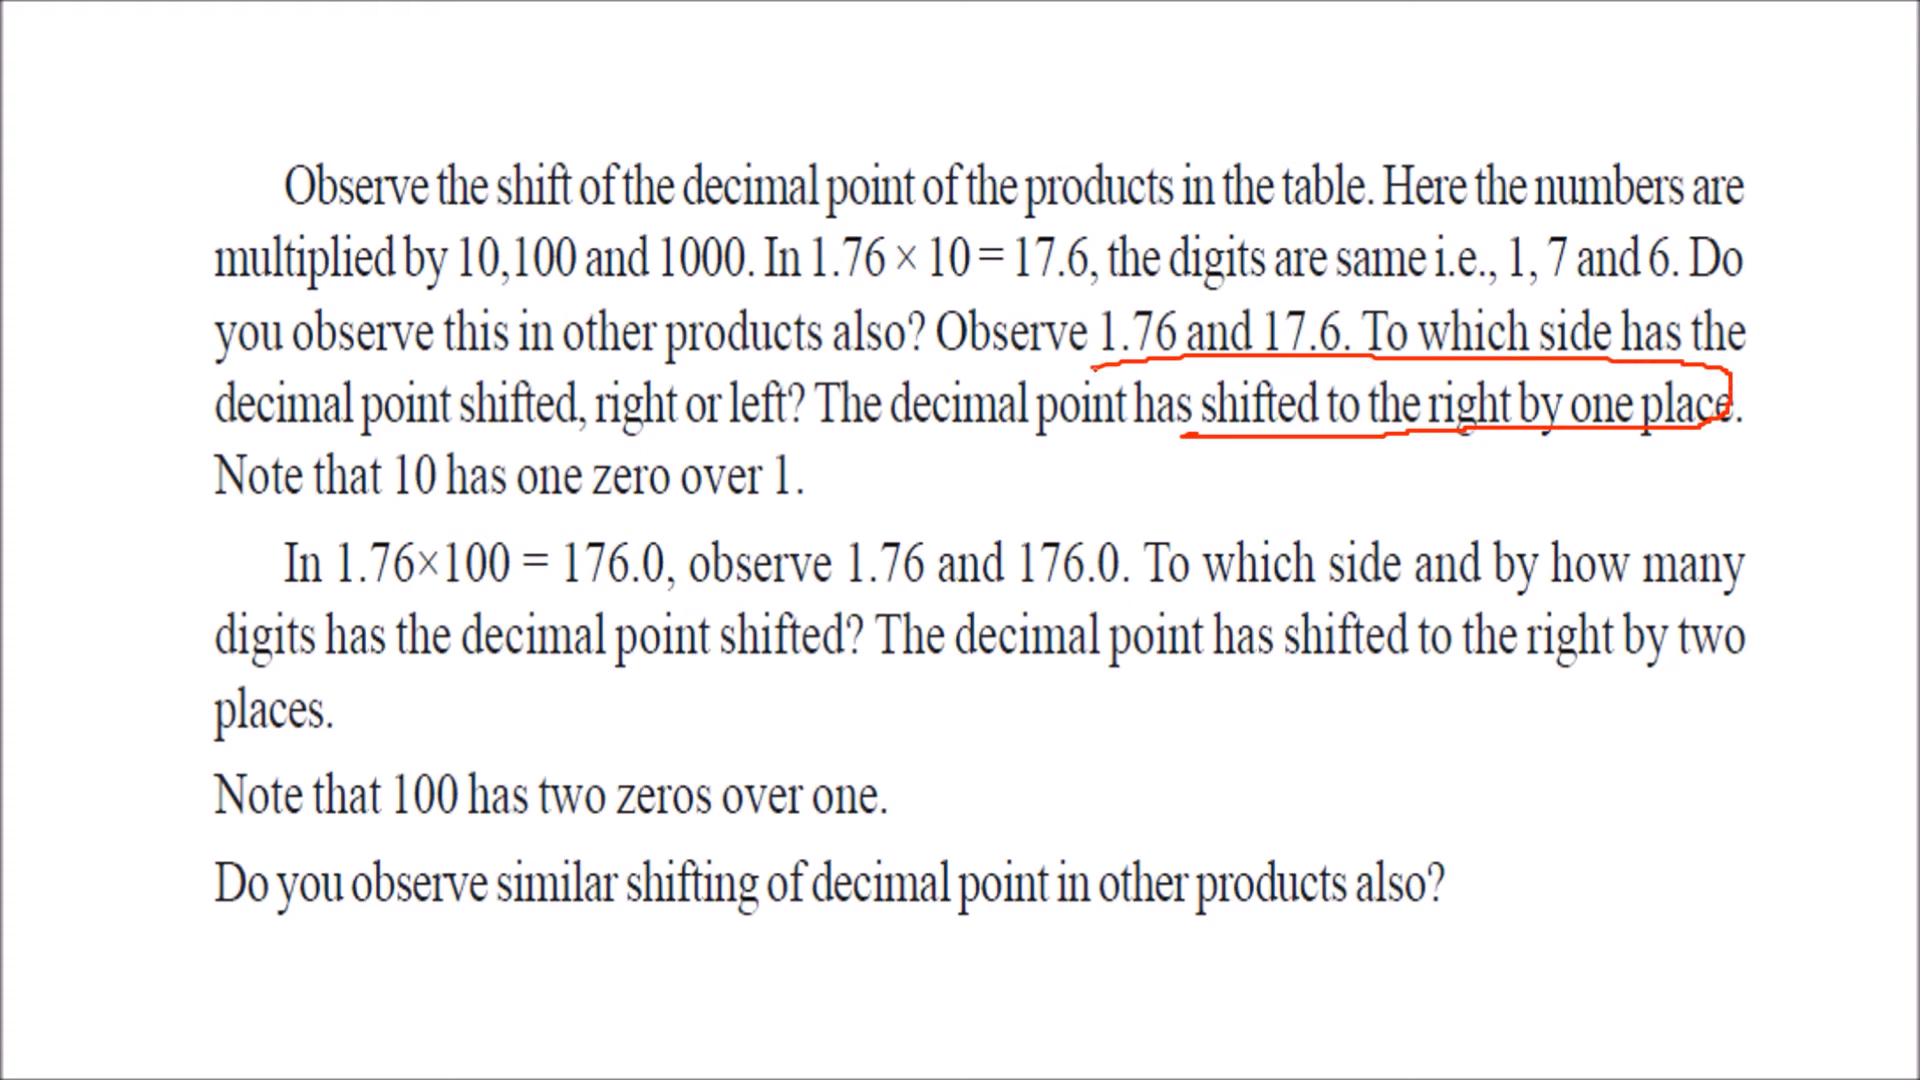 Observe the shift of the decimal point of the products in the table. Here the numbers are
multiplied by 10,100 and 1000. In 1.76 × 10 = 17.6, the digits are same i.e., 1, 7 and 6. Do
you observe this in other products also? Observe 1.76 and 17.6. To which side has the
decimal point shifted, right or left? The decimal point has shifted to the right by one place.
Note that 10 has one zero over 1.
In 1.76×100 = 176.0, observe 1.76 and 176.0. To which side and by how many
digits has the decimal point shifted? The decimal point has shifted to the right by two
places.
Note that 100 has two zeros over one.
Do you observe similar shifting of decimal point in other products also?